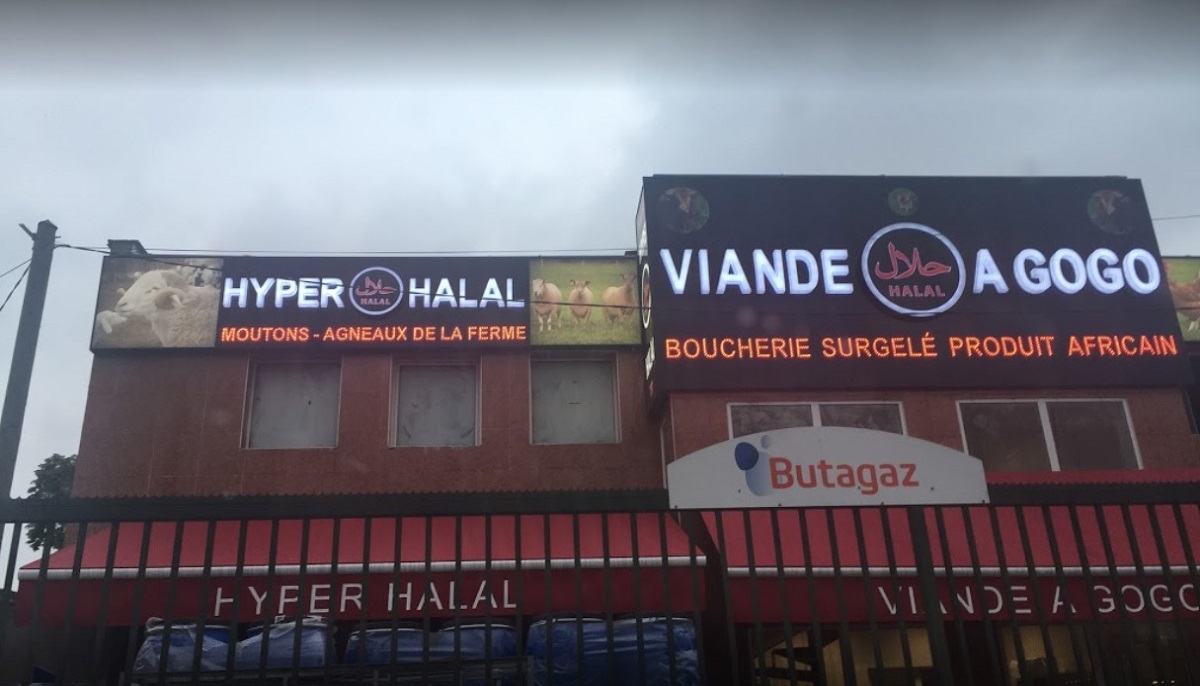 HYPER حلال HALAL HALAL
MOUTONS - AGNEAUX DE LA FERME
VIANDE حلال HALAL A GOGO
BOUCHERIE SURGELÉ PRODUIT AFRICAIN
Butagaz
HYPER HALAL
VIANDE A GOGO